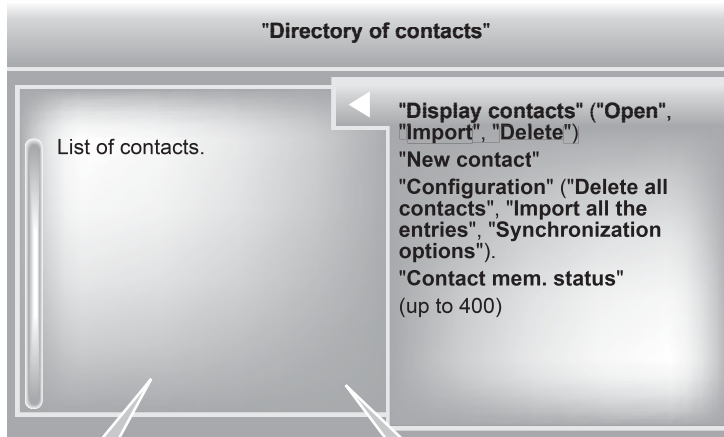 "Directory of contacts"
List of contacts.
"Display contacts" ("Open",
"Import", "Delete")
"New contact"
"Configuration" ("Delete all
contacts", "Import all the
entries", "Synchronization
options").
"Contact mem. status"
(up to 400)